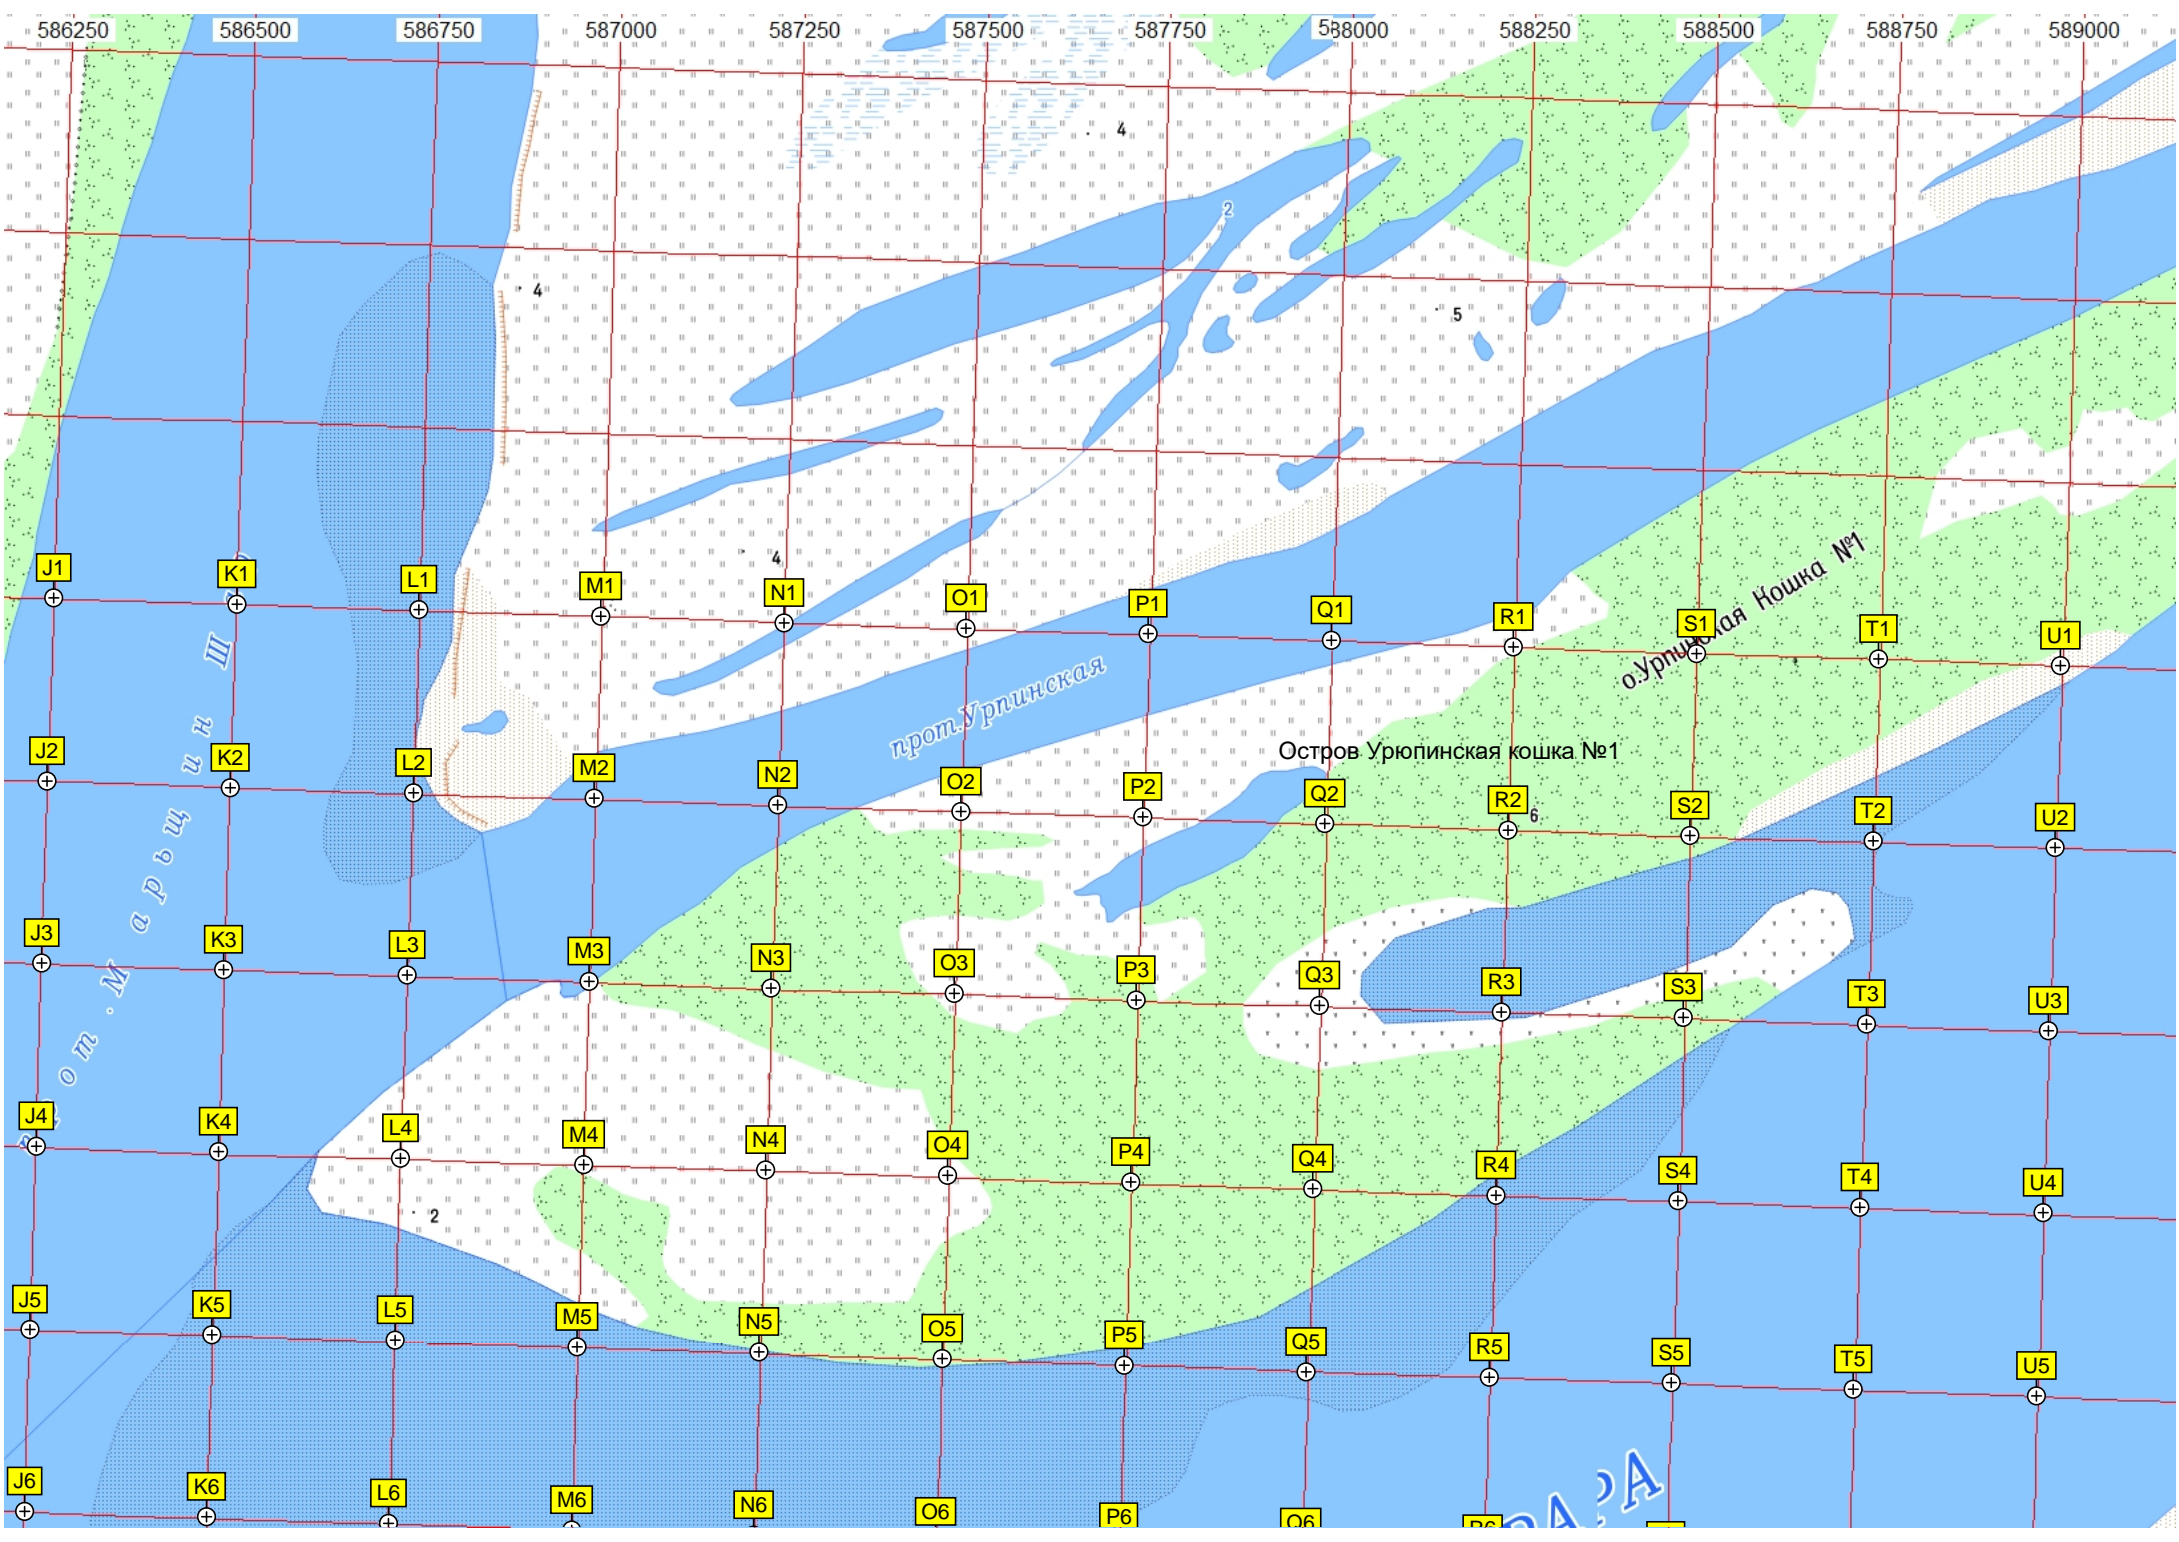 586250 586500 586750 587000 587250 587500 587750 588000 588250 588500 588750 589000
4
2
4
5
4
J1 K1 L1 M1 N1 O1 P1 Q1 R1 S1 T1 U1
о.Урпинская Кошка №1
прот.Урпинская
Остров Урюпинская кошка №1
J2 K2 L2 M2 N2 O2 P2 Q2 R2 S2 T2 U2
6
J3 K3 L3 M3 N3 O3 P3 Q3 R3 S3 T3 U3
J4 K4 L4 M4 N4 O4 P4 Q4 R4 S4 T4 U4
2
J5 K5 L5 M5 N5 O5 P5 Q5 R5 S5 T5 U5
J6 K6 L6 M6 N6 O6 P6 Q6 R6